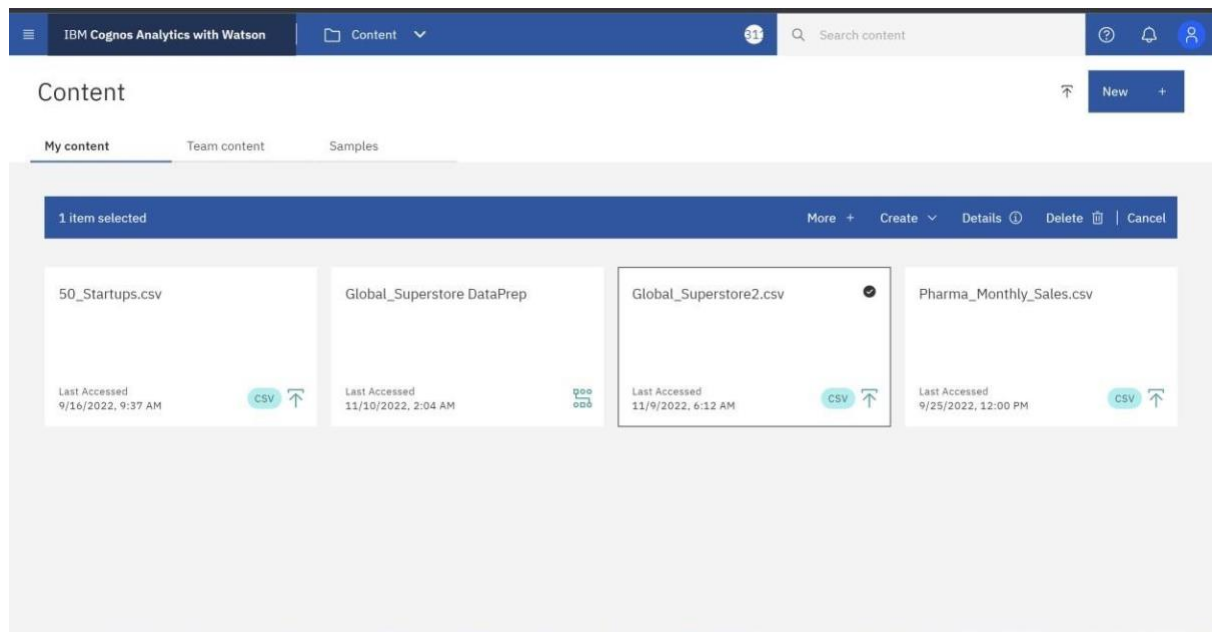 IBM Cognos Analytics with Watson
Content
Search content
Content
New +
My content
Team content
Samples
1 item selected
More +
Create
Details
Delete
Cancel
50_Startups.csv
Last Accessed
9/16/2022, 9:37 AM
CSV
Global_Superstore DataPrep
Last Accessed
11/10/2022, 2:04 AM
Global_Superstore2.csv
Last Accessed
11/9/2022, 6:12 AM
CSV
Pharma_Monthly_Sales.csv
Last Accessed
9/25/2022, 12:00 PM
CSV